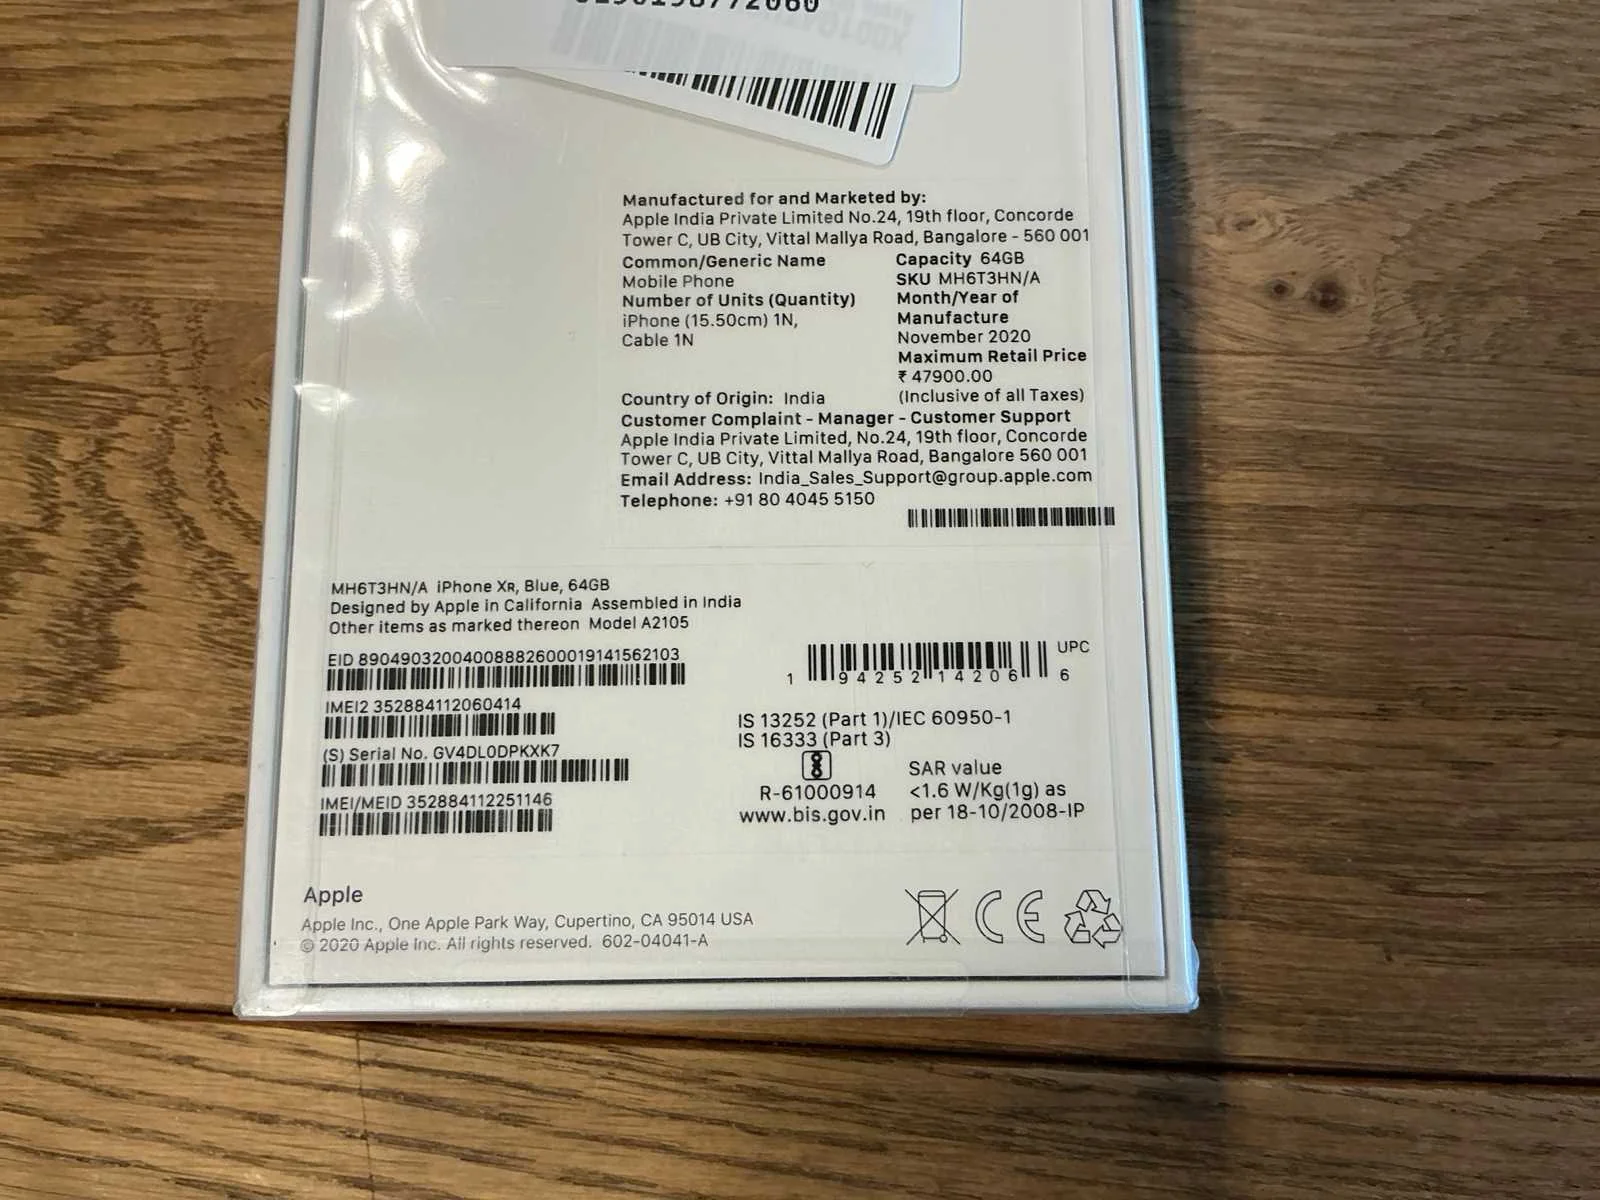 Manufactured for and Marketed by:
Apple India Private Limited No.24, 19th floor, Concorde
Tower C, UB City, Vittal Mallya Road, Bangalore - 560 001
Common/Generic Name
Mobile Phone
Number of Units (Quantity)
iPhone (15.50cm) 1N,
Cable 1N
Capacity 64GB
SKU MH6T3HN/A
Month/Year of
Manufacture
November 2020
Maximum Retail Price
₹ 47900.00
(Inclusive of all Taxes)
Country of Origin: India
Customer Complaint - Manager - Customer Support
Apple India Private Limited, No.24, 19th floor, Concorde
Tower C, UB City, Vittal Mallya Road, Bangalore 560 001
Email Address: India_Sales_Support@group.apple.com
Telephone: +91 80 4045 5150
MH6T3HN/A iPhone XR, Blue, 64GB
Designed by Apple in California Assembled in India
Other items as marked thereon Model A2105
EID 89049032004008882600019141562103
IMEI2 352884112060414
(S) Serial No. GV4DL0DPKXK7
IMEI/MEID 352884112251146
UPC
1 94252 14206 6
IS 13252 (Part 1)/IEC 60950-1
IS 16333 (Part 3)
R-61000914
www.bis.gov.in
SAR value
<1.6 W/Kg(1g) as
per 18-10/2008-IP
Apple
Apple Inc., One Apple Park Way, Cupertino, CA 95014 USA
© 2020 Apple Inc. All rights reserved. 602-04041-A
CE